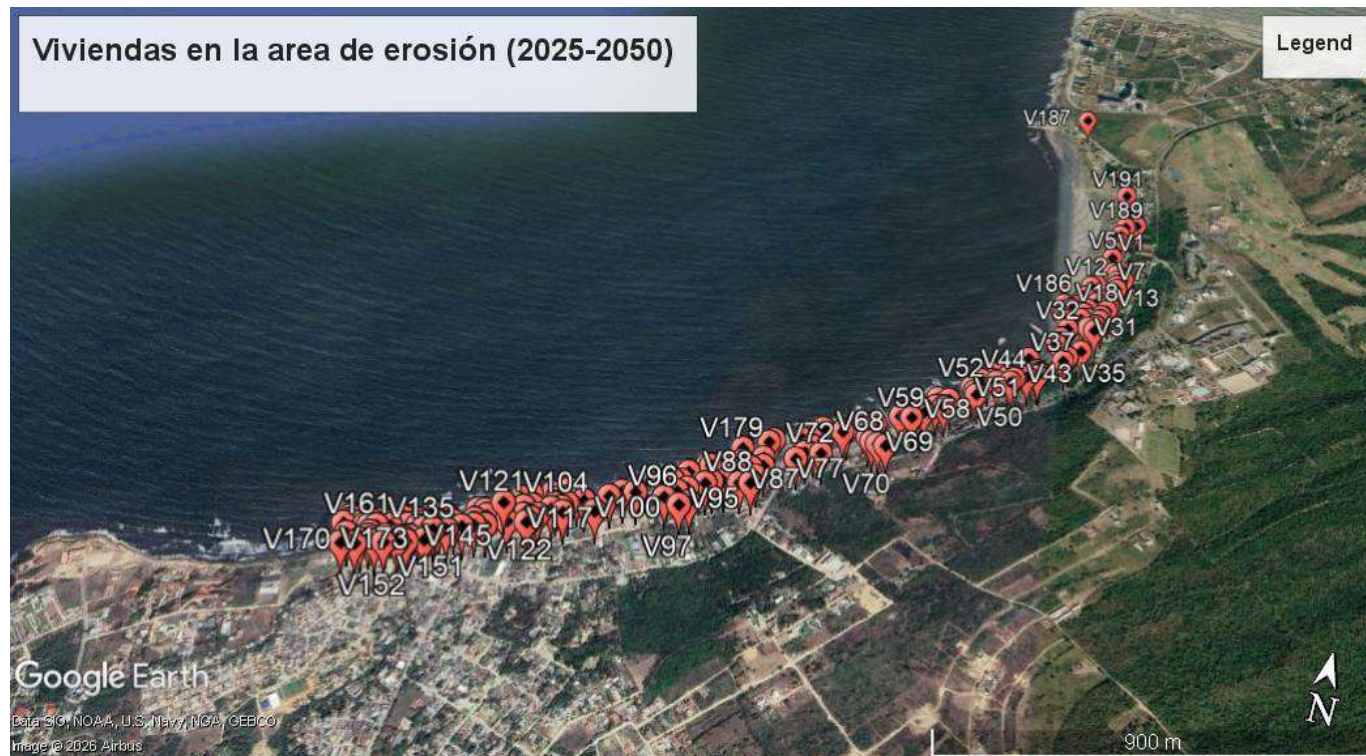 Viviendas en la area de erosión (2025-2050)
Legend
V187
V191
V189
V5
V1
V12
V7
V186
V18
V13
V32
V31
V37
V35
V44
V52
V43
V51
V50
V59
V58
V68
V69
V70
V179
V72
V77
V88
V87
V96
V95
V97
V121
V104
V100
V117
V122
V161
V135
V145
V170
V173
V151
V152
Google Earth
Data SIO, NOAA, U.S. Navy, NGA, GEBCO
Image © 2026 Airbus
900 m
N